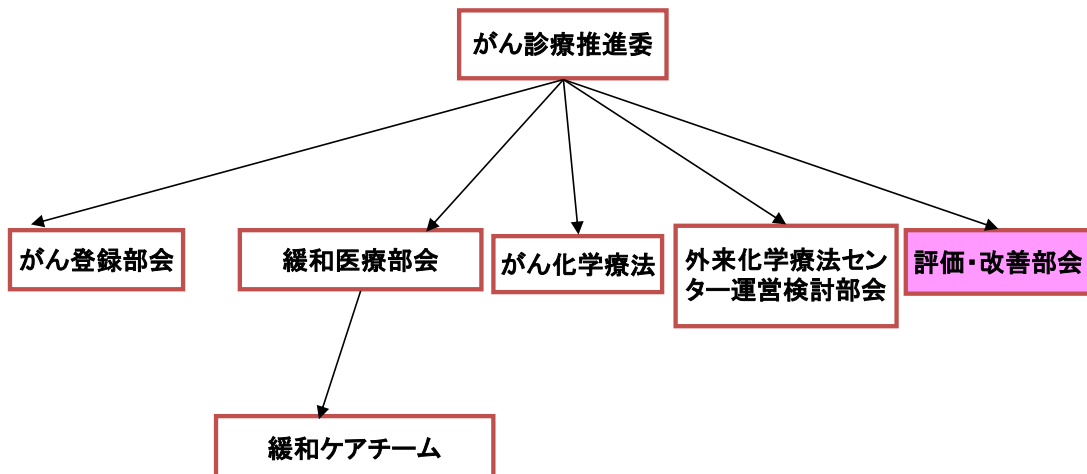 がん診療推進委
がん登録部会
緩和医療部会
がん化学療法
外来化学療法セン
ター運営検討部会
評価・改善部会
緩和ケアチーム